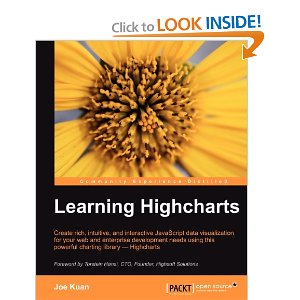 Click to LOOK INSIDE!
Community Experience Distilled
Learning Highcharts
Create rich, intuitive, and interactive JavaScript data visualization
for your web and enterprise development needs using this
powerful charting library — Highcharts
Foreword by Torstein Hønsi, CTO, Founder, Highsoft Solutions
Joe Kuan
PACKT
open source
PUBLISHING